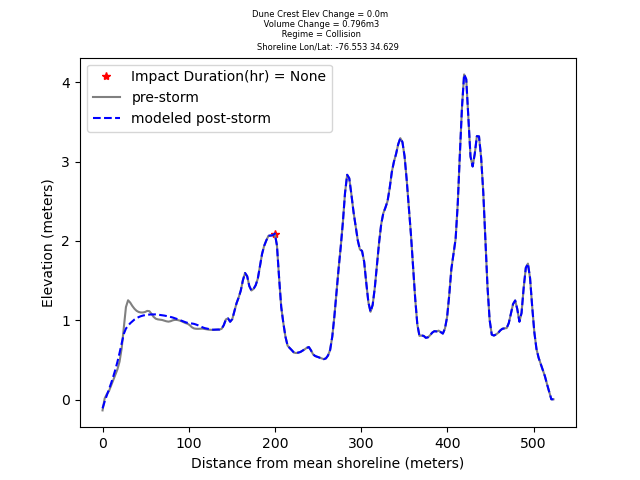 Dune Crest Elev Change = 0.0m
Volume Change = 0.796m3
Regime = Collision
Shoreline Lon/Lat: -76.553 34.629
Impact Duration(hr) = None
pre-storm
modeled post-storm
4
3
2
1
0
Elevation (meters)
0 100 200 300 400 500
Distance from mean shoreline (meters)